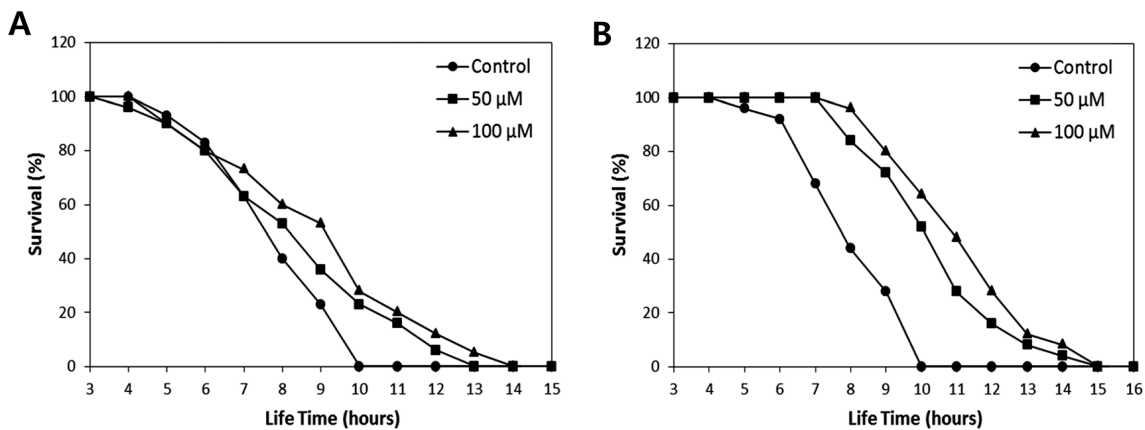 A
120
100
80
60
40
20
0
Survival (%)
Control
50 μM
100 μM
3 4 5 6 7 8 9 10 11 12 13 14 15
Life Time (hours)
B
120
100
80
60
40
20
0
Survival (%)
Control
50 μM
100 μM
3 4 5 6 7 8 9 10 11 12 13 14 15 16
Life Time (hours)